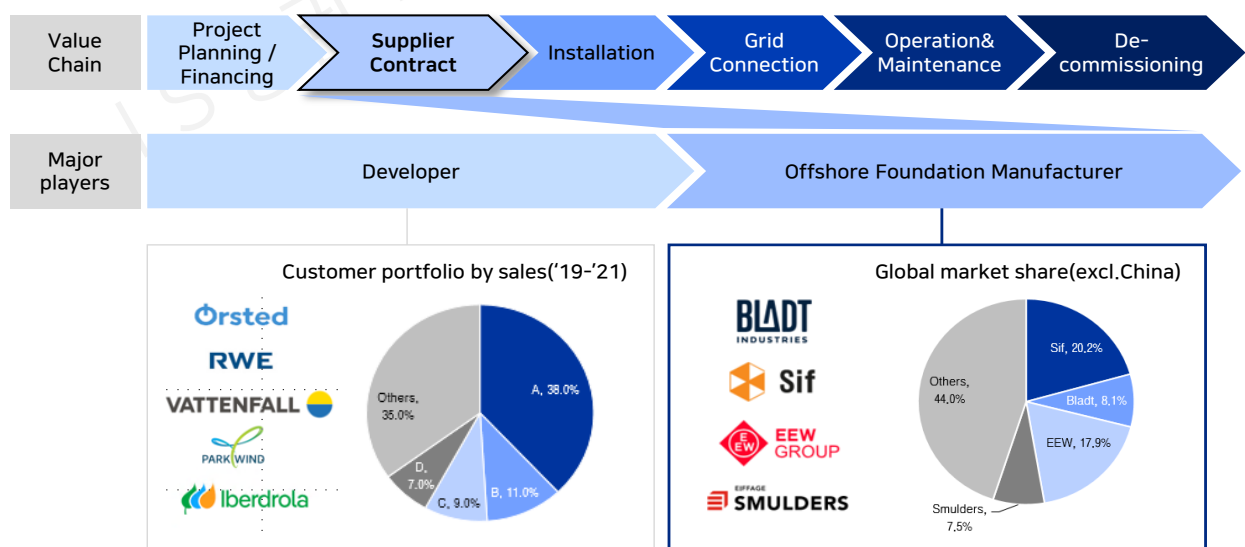 Value
Chain
Project
Planning /
Financing
Supplier
Contract
Installation
Grid
Connection
Operation&
Maintenance
De-
commissioning
Major
players
Developer
Offshore Foundation Manufacturer
Customer portfolio by sales('19-'21)
Ørsted
RWE
VATTENFALL
PARKWIND
Iberdrola
Others,
35.0%
A, 38.0%
B, 11.0%
C, 9.0%
D,
7.0%
Global market share(excl.China)
BLADT
INDUSTRIES
Sif
EEW
EEW
GROUP
EIFFAGE
SMULDERS
Others,
44.0%
Sif, 20.2%
Bladt, 8.1%
EEW, 17.9%
Smulders,
7.5%